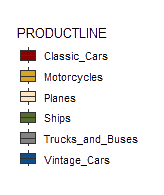 PRODUCTLINE
Classic_Cars
Motorcycles
Planes
Ships
Trucks_and_Buses
Vintage_Cars